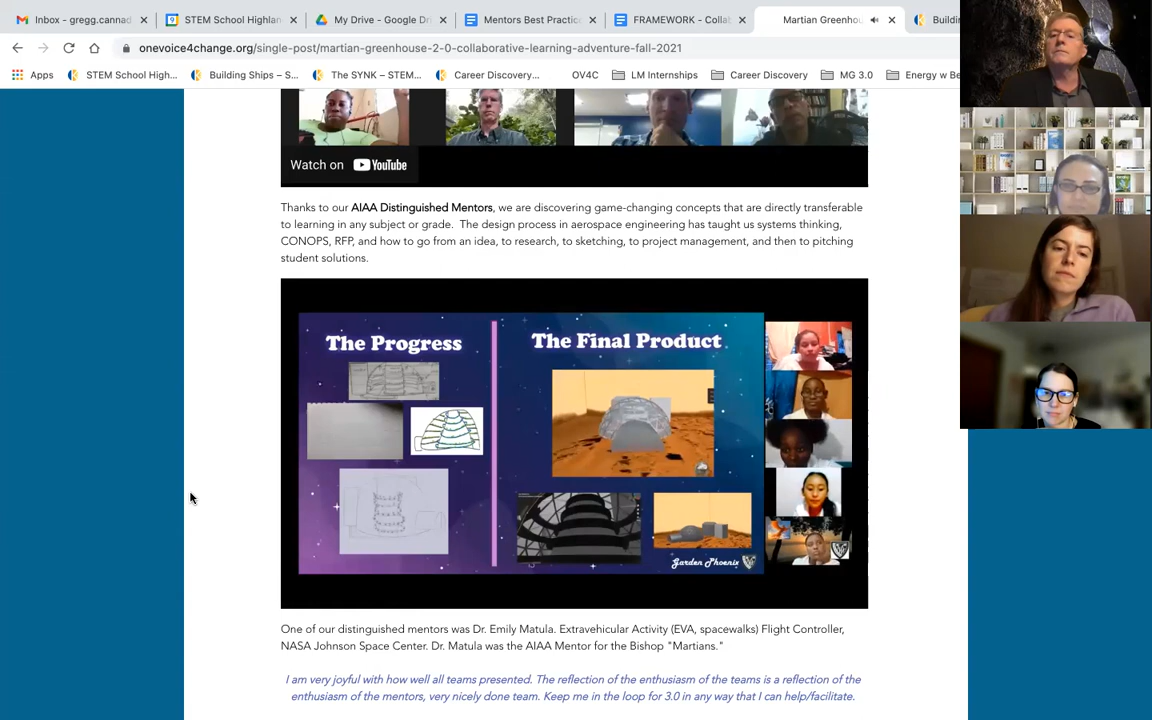 Inbox - gregg.cannad
STEM School Highlan
My Drive - Google Dri
Mentors Best Practic
FRAMEWORK - Collab
Martian Greenhou
Buildin
onevoice4change.org/single-post/martian-greenhouse-2-0-collaborative-learning-adventure-fall-2021
Apps
STEM School High...
Building Ships – S...
The SYNK – STEM...
Career Discovery...
OV4C
LM Internships
Career Discovery
MG 3.0
Energy w Be
Watch on YouTube
Thanks to our AIAA Distinguished Mentors, we are discovering game-changing concepts that are directly transferable
to learning in any subject or grade. The design process in aerospace engineering has taught us systems thinking,
CONOPS, RFP, and how to go from an idea, to research, to sketching, to project management, and then to pitching
student solutions.
The Progress
The Final Product
Garden Phoenix
One of our distinguished mentors was Dr. Emily Matula. Extravehicular Activity (EVA, spacewalks) Flight Controller,
NASA Johnson Space Center. Dr. Matula was the AIAA Mentor for the Bishop "Martians."
I am very joyful with how well all teams presented. The reflection of the enthusiasm of the teams is a reflection of the
enthusiasm of the mentors, very nicely done team. Keep me in the loop for 3.0 in any way that I can help/facilitate.